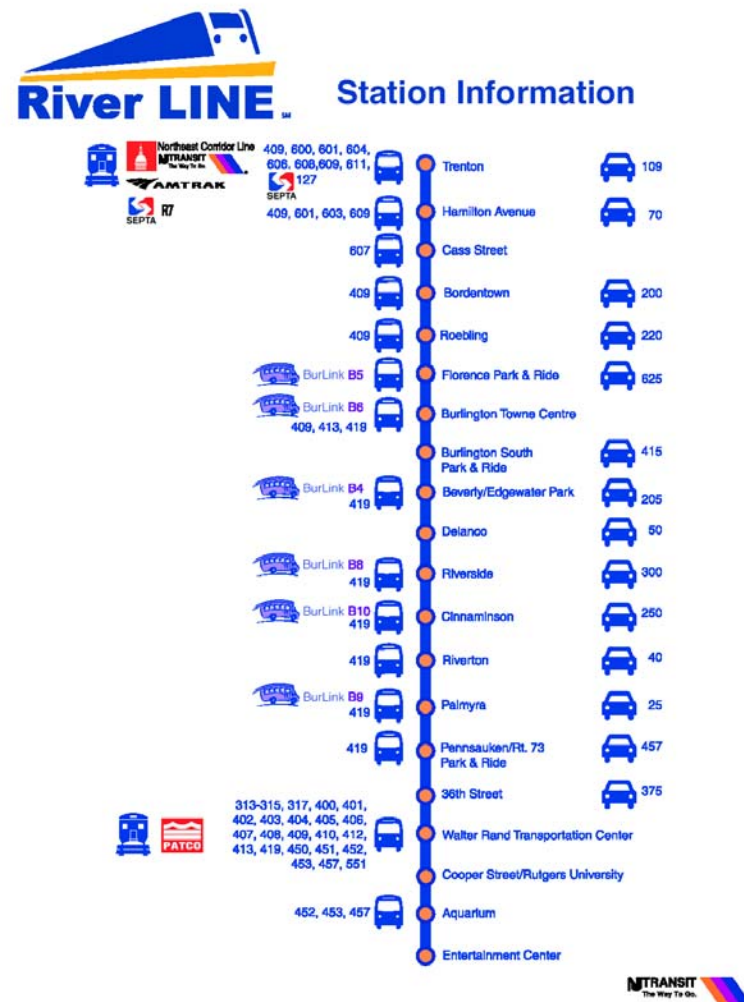 River LINE SM
Station Information
Northeast Corridor Line
NJTRANSIT
The Way To Go.
AMTRAK
SEPTA R7
409, 600, 601, 604,
606, 608,609, 611,
SEPTA 127
Trenton 109
409, 601, 603, 609 Hamilton Avenue 70
607 Cass Street
409 Bordentown 200
409 Roebling 220
BurLink B5 Florence Park & Ride 625
BurLink B6
409, 413, 419 Burlington Towne Centre
Burlington South 415
Park & Ride
BurLink B4 Beverly/Edgewater Park 205
419
Delanco 50
BurLink B8
419 Riverside 300
BurLink B10
419 Cinnaminson 250
419 Riverton 40
BurLink B9
419 Palmyra 25
419 Pennsauken/Rt. 73 457
Park & Ride
36th Street 375
PATCO
313-315, 317, 400, 401,
402, 403, 404, 405, 406,
407, 408, 409, 410, 412,
413, 419, 450, 451, 452,
453, 457, 551
Walter Rand Transportation Center
Cooper Street/Rutgers University
452, 453, 457 Aquarium
Entertainment Center
NJTRANSIT
The Way To Go.